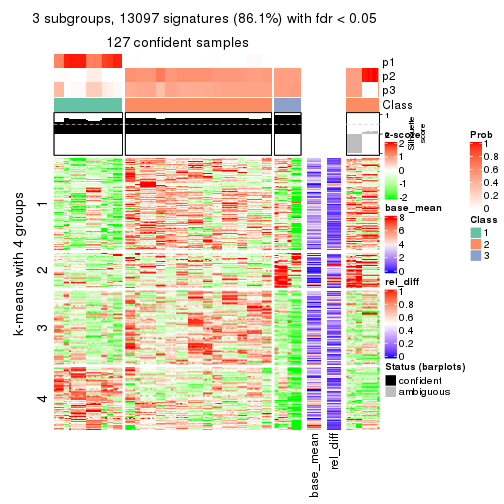 3 subgroups, 13097 signatures (86.1%) with fdr < 0.05
127 confident samples
p1
p2
p3
Class
1
0
Silhouette
score
k-means with 4 groups
1
2
3
4
base_mean
rel_diff
z-score
2
1
0
-1
-2
base_mean
8
6
4
2
0
rel_diff
1
0.8
0.6
0.4
0.2
0
Status (barplots)
confident
ambiguous
Prob
1
0.8
0.6
0.4
0.2
0
Class
1
2
3